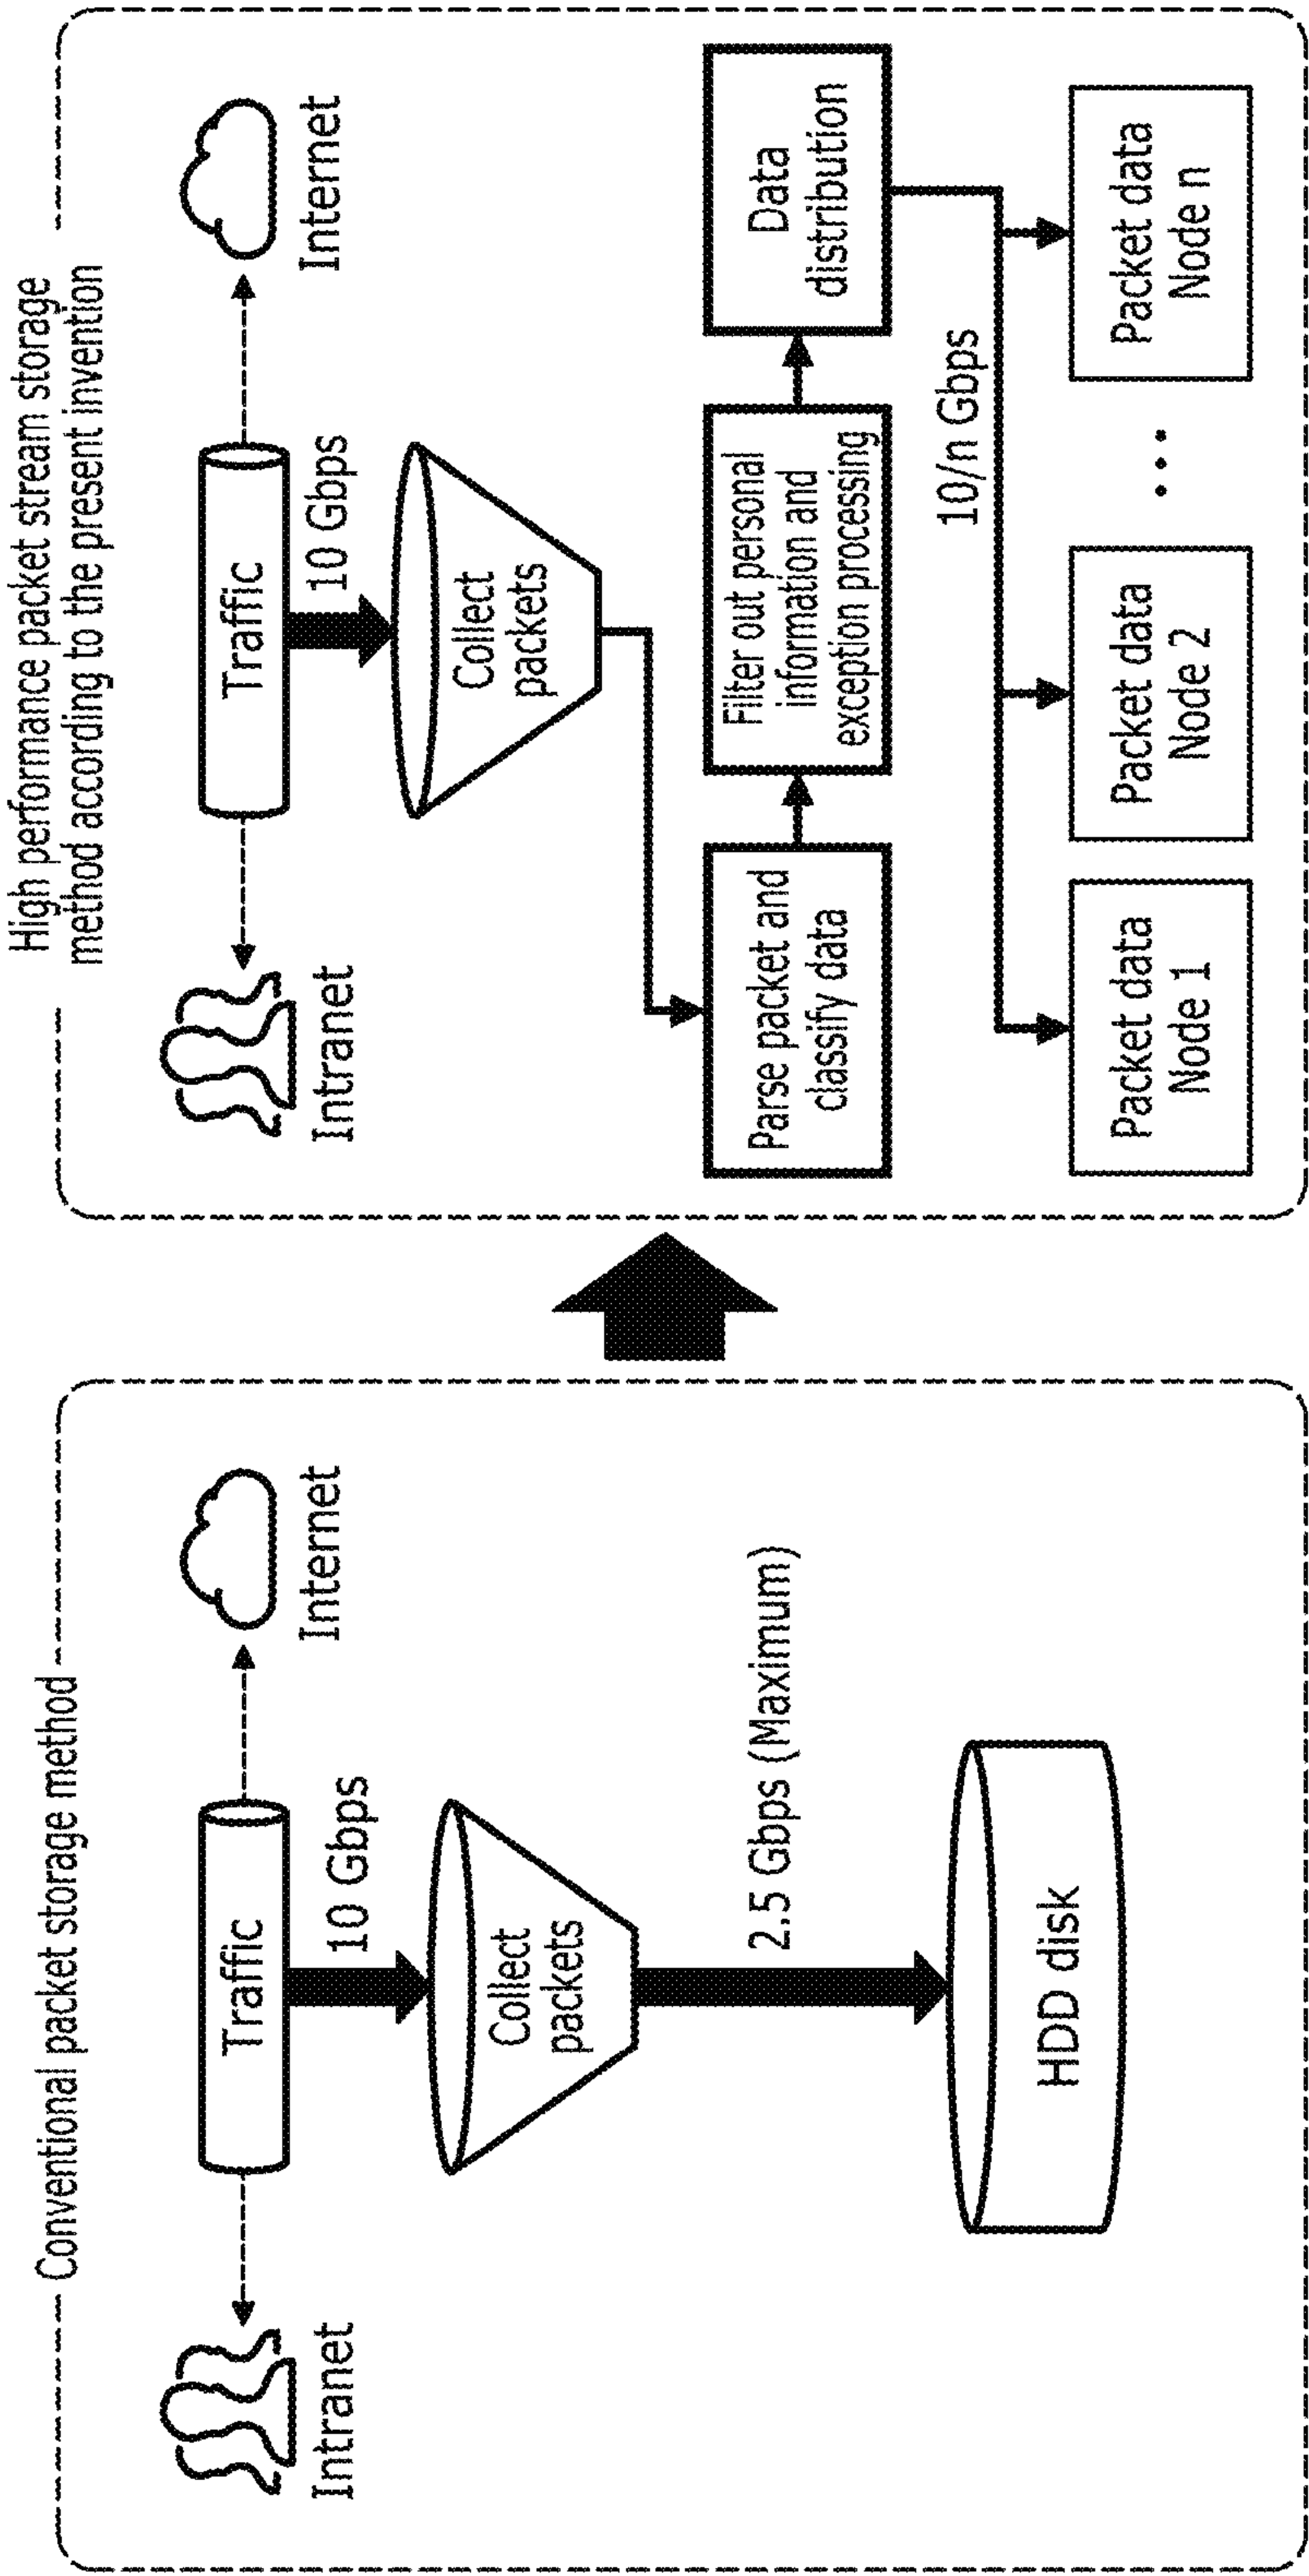 Conventional packet storage method
Intranet
Traffic
Internet
10 Gbps
Collect
packets
2.5 Gbps (Maximum)
HDD disk
High performance packet stream storage
method according to the present invention
Intranet
Traffic
Internet
10 Gbps
Collect
packets
Parse packet and
classify data
Filter out personal
information and
exception processing
Data
distribution
10/n Gbps
Packet data
Node 1
Packet data
Node 2
...
Packet data
Node n